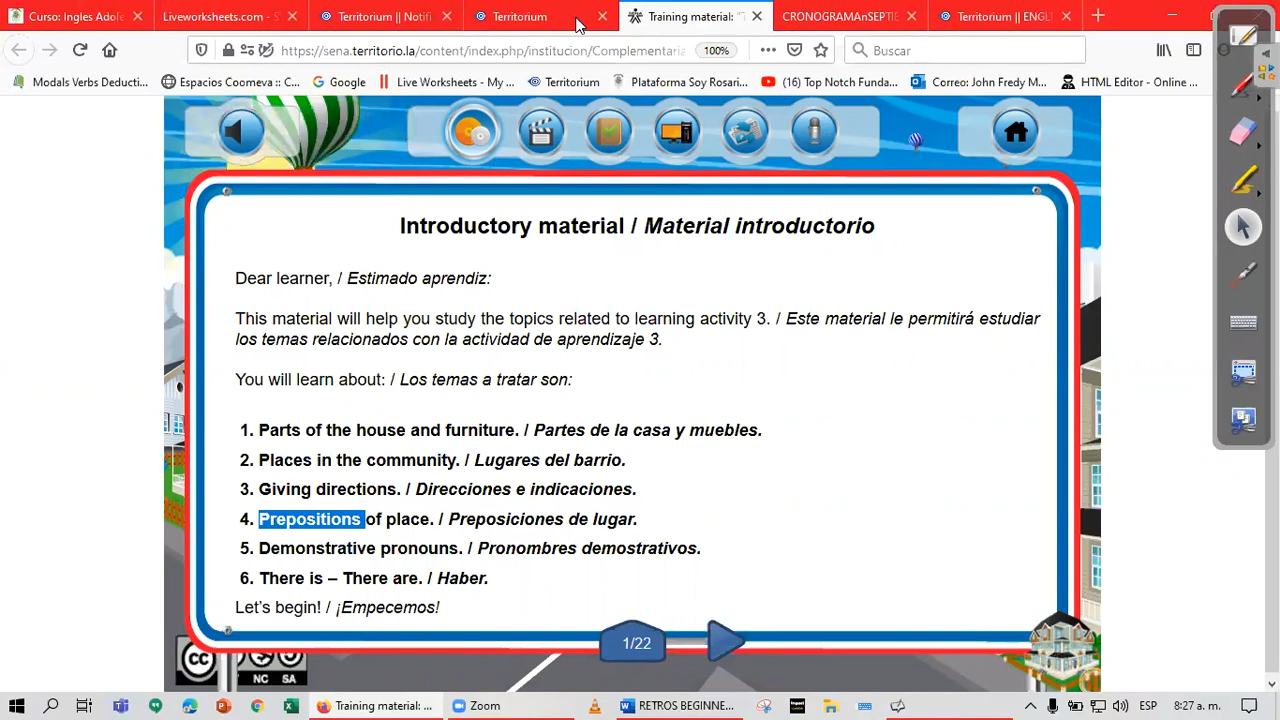 Curso: Ingles Adole
Liveworksheets.com - S
Territorium || Notifi
Territorium
Training material: "T
CRONOGRAMAnSEPTIE
Territorium || ENGL
https://sena.territorio.la/content/index.php/institucion/Complementaria
100%
Buscar
Modals Verbs Deducti...
Espacios Coomeva :: ...
Google
Live Worksheets - My ...
Territorium
Plataforma Soy Rosari...
(16) Top Notch Funda...
Correo: John Fredy M...
HTML Editor - Online ...
Introductory material / Material introductorio
Dear learner, / Estimado aprendiz:
This material will help you study the topics related to learning activity 3. / Este material le permitirá estudiar
los temas relacionados con la actividad de aprendizaje 3.
You will learn about: / Los temas a tratar son:
1. Parts of the house and furniture. / Partes de la casa y muebles.
2. Places in the community. / Lugares del barrio.
3. Giving directions. / Direcciones e indicaciones.
4. Prepositions of place. / Preposiciones de lugar.
5. Demonstrative pronouns. / Pronombres demostrativos.
6. There is – There are. / Haber.
Let's begin! / ¡Empecemos!
1/22
cc
NC SA
Training material: ...
Zoom
RETROS BEGINNE...
ESP
8:27 a. m.